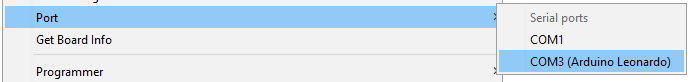 Port
Serial ports
Get Board Info
COM1
COM3 (Arduino Leonardo)
Programmer